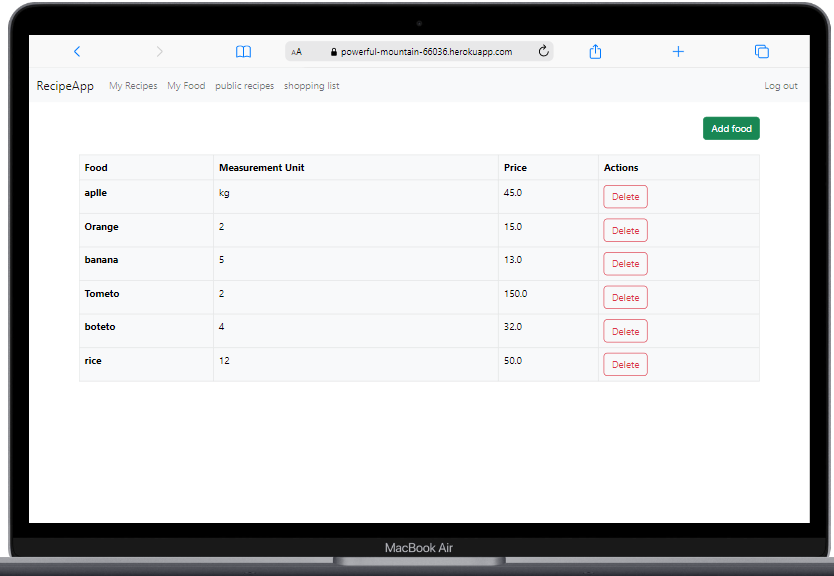 AA powerful-mountain-66036.herokuapp.com
RecipeApp My Recipes My Food public recipes shopping list Log out
Add food
Food Measurement Unit Price Actions
aplle kg 45.0 Delete
Orange 2 15.0 Delete
banana 5 13.0 Delete
Tometo 2 150.0 Delete
boteto 4 32.0 Delete
rice 12 50.0 Delete
MacBook Air